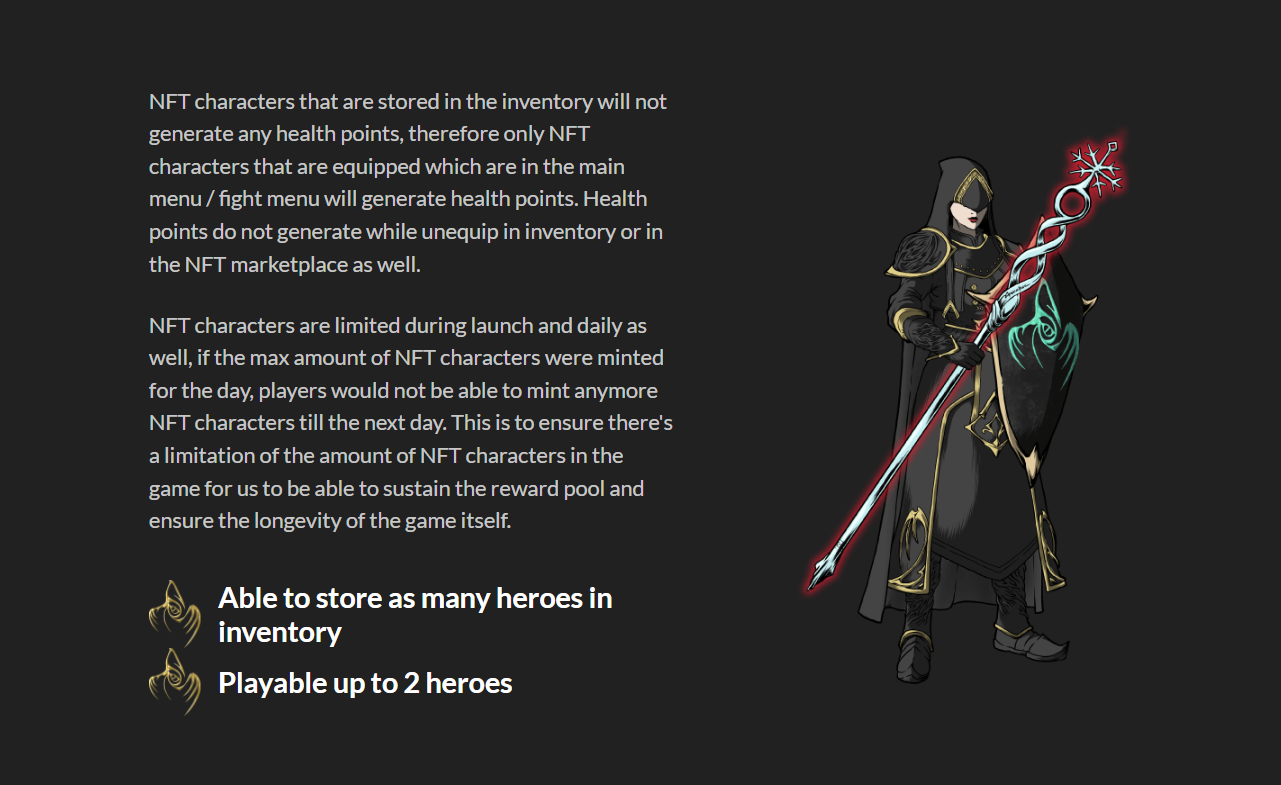 NFT characters that are stored in the inventory will not
generate any health points, therefore only NFT
characters that are equipped which are in the main
menu / fight menu will generate health points. Health
points do not generate while unequip in inventory or in
the NFT marketplace as well.
NFT characters are limited during launch and daily as
well, if the max amount of NFT characters were minted
for the day, players would not be able to mint anymore
NFT characters till the next day. This is to ensure there's
a limitation of the amount of NFT characters in the
game for us to be able to sustain the reward pool and
ensure the longevity of the game itself.
Able to store as many heroes in
inventory
Playable up to 2 heroes